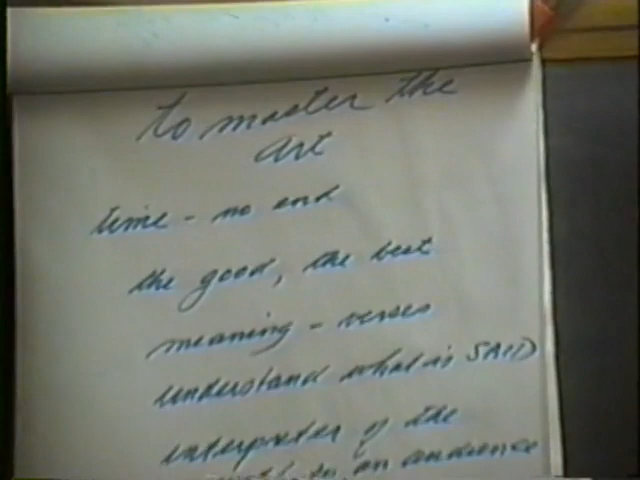 to master the
Art
time - no end
the good, the best
meaning - verses
understand what is SAID
interpreter of the
to an audience